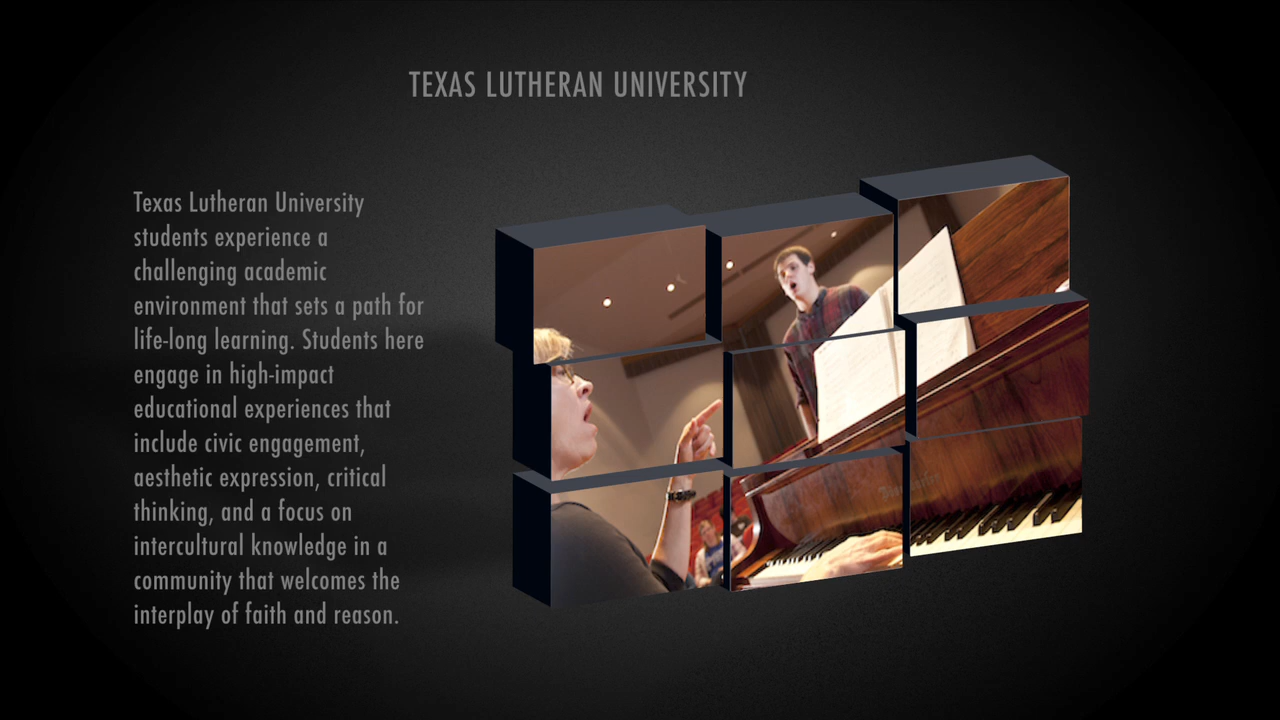 TEXAS LUTHERAN UNIVERSITY
Texas Lutheran University
students experience a
challenging academic
environment that sets a path for
life-long learning. Students here
engage in high-impact
educational experiences that
include civic engagement,
aesthetic expression, critical
thinking, and a focus on
intercultural knowledge in a
community that welcomes the
interplay of faith and reason.